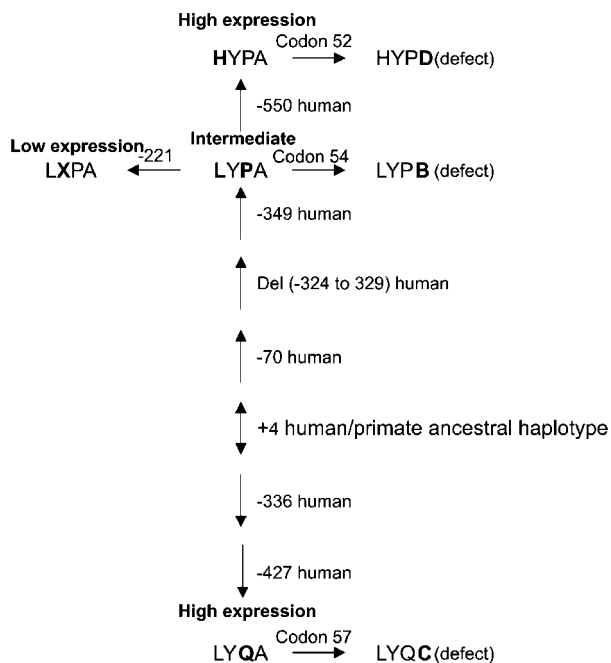 High expression
Codon 52
HYPA
HYPD (defect)
-550 human
Low expression
-221
Intermediate
Codon 54
LXPA
LYPA
LYPB (defect)
-349 human
Del (-324 to 329) human
-70 human
+4 human/primate ancestral haplotype
-336 human
-427 human
High expression
Codon 57
LYQA
LYQC (defect)